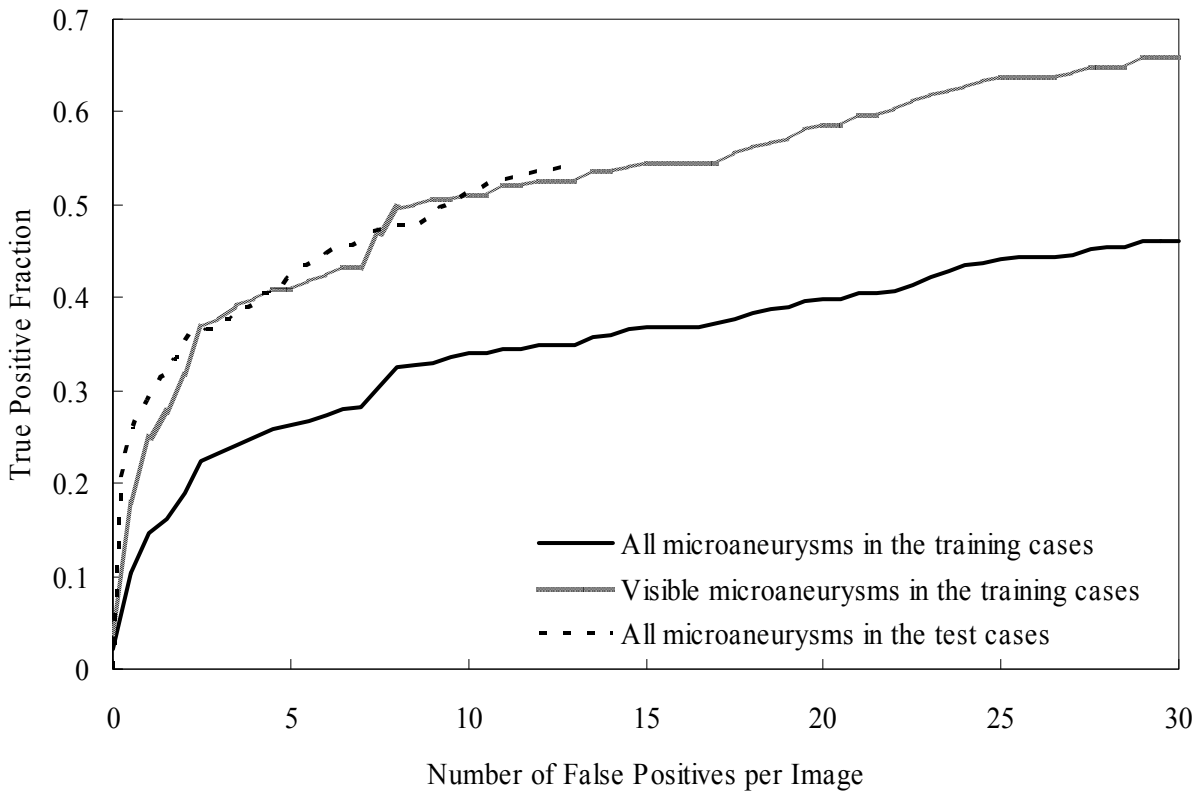 0.7
0.6
0.5
0.4
0.3
0.2
0.1
0
True Positive Fraction
All microaneurysms in the training cases
Visible microaneurysms in the training cases
All microaneurysms in the test cases
0 5 10 15 20 25 30
Number of False Positives per Image